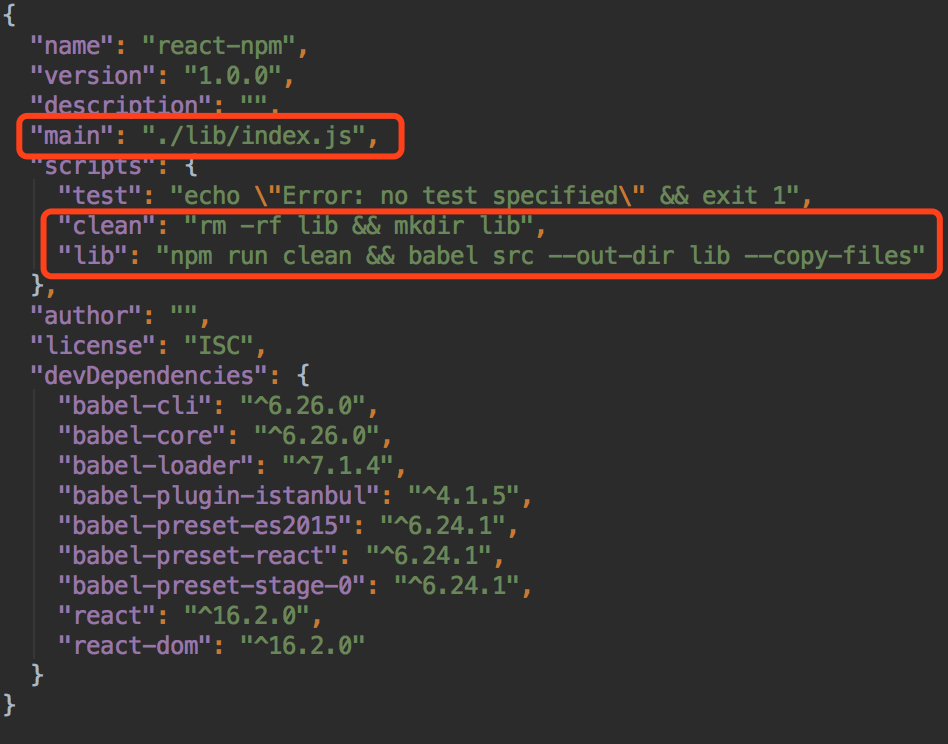 {
"name": "react-npm",
"version": "1.0.0",
"description": "",
"main": "./lib/index.js",
"scripts": {
"test": "echo \"Error: no test specified\" && exit 1",
"clean": "rm -rf lib && mkdir lib",
"lib": "npm run clean && babel src --out-dir lib --copy-files"
},
"author": "",
"license": "ISC",
"devDependencies": {
"babel-cli": "^6.26.0",
"babel-core": "^6.26.0",
"babel-loader": "^7.1.4",
"babel-plugin-istanbul": "^4.1.5",
"babel-preset-es2015": "^6.24.1",
"babel-preset-react": "^6.24.1",
"babel-preset-stage-0": "^6.24.1",
"react": "^16.2.0",
"react-dom": "^16.2.0"
}
}